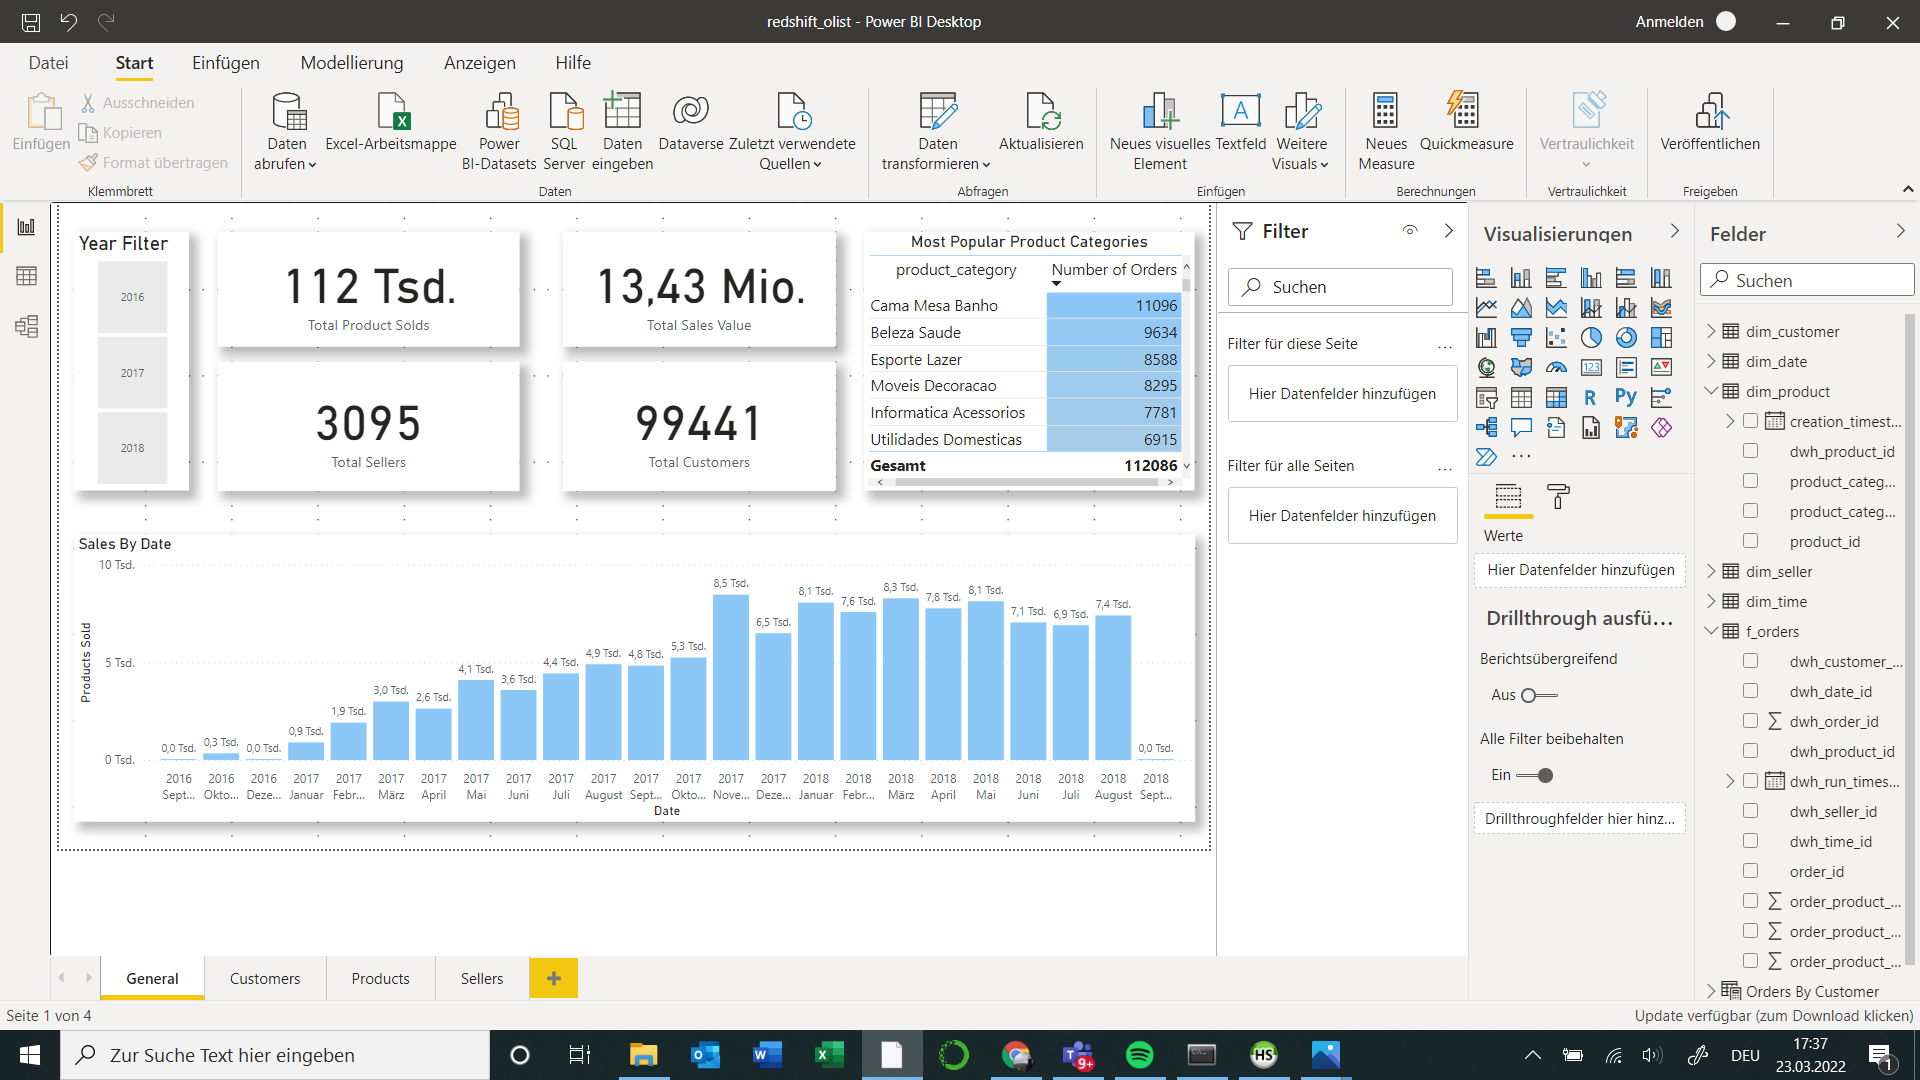 redshift_olist - Power BI Desktop
Anmelden
Datei
Start
Einfügen
Modellierung
Anzeigen
Hilfe
Einfügen
Ausschneiden
Kopieren
Format übertragen
Klemmbrett
Daten
abrufen
Excel-Arbeitsmappe
Power
BI-Datasets
SQL
Server
Daten
eingeben
Dataverse
Zuletzt verwendete
Quellen
Daten
Daten
transformieren
Aktualisieren
Abfragen
Neues visuelles
Element
Textfeld
Weitere
Visuals
Einfügen
Neues
Measure
Quickmeasure
Berechnungen
Vertraulichkeit
Vertraulichkeit
Veröffentlichen
Freigeben
Year Filter
2016
2017
2018
112 Tsd.
Total Product Solds
13,43 Mio.
Total Sales Value
3095
Total Sellers
99441
Total Customers
Most Popular Product Categories
product_category Number of Orders
Cama Mesa Banho 11096
Beleza Saude 9634
Esporte Lazer 8588
Moveis Decoracao 8295
Informatica Acessorios 7781
Utilidades Domesticas 6915
Gesamt 112086
Sales By Date
Products Sold
10 Tsd.
5 Tsd.
0 Tsd.
0,0 Tsd.
0,3 Tsd.
0,0 Tsd.
0,9 Tsd.
1,9 Tsd.
3,0 Tsd.
2,6 Tsd.
4,1 Tsd.
3,6 Tsd.
4,4 Tsd.
4,9 Tsd.
4,8 Tsd.
5,3 Tsd.
8,5 Tsd.
6,5 Tsd.
8,1 Tsd.
7,6 Tsd.
8,3 Tsd.
7,8 Tsd.
8,1 Tsd.
7,1 Tsd.
6,9 Tsd.
7,4 Tsd.
0,0 Tsd.
2016 2016 2016 2017 2017 2017 2017 2017 2017 2017 2017 2017 2017 2017 2017 2018 2018 2018 2018 2018 2018 2018 2018 2018
Sept... Okto... Deze... Januar Febr... März April Mai Juni Juli August Sept... Okto... Nove... Deze... Januar Febr... März April Mai Juni Juli August Sept...
Date
Filter
Suchen
Filter für diese Seite ...
Hier Datenfelder hinzufügen
Filter für alle Seiten ...
Hier Datenfelder hinzufügen
Visualisierungen
123
R
Py
...
Werte
Hier Datenfelder hinzufügen
Drillthrough ausfü...
Berichtsübergreifend
Aus
Alle Filter beibehalten
Ein
Drillthroughfelder hier hinz...
Felder
Suchen
dim_customer
dim_date
dim_product
creation_timest...
dwh_product_id
product_categ...
product_categ...
product_id
dim_seller
dim_time
f_orders
dwh_customer_...
dwh_date_id
dwh_order_id
dwh_product_id
dwh_run_times...
dwh_seller_id
dwh_time_id
order_id
order_product_...
order_product_...
order_product_...
Orders By Customer
General
Customers
Products
Sellers
+
Seite 1 von 4
Update verfügbar (zum Download klicken)
Zur Suche Text hier eingeben
9+
HS
DEU
17:37
23.03.2022
1